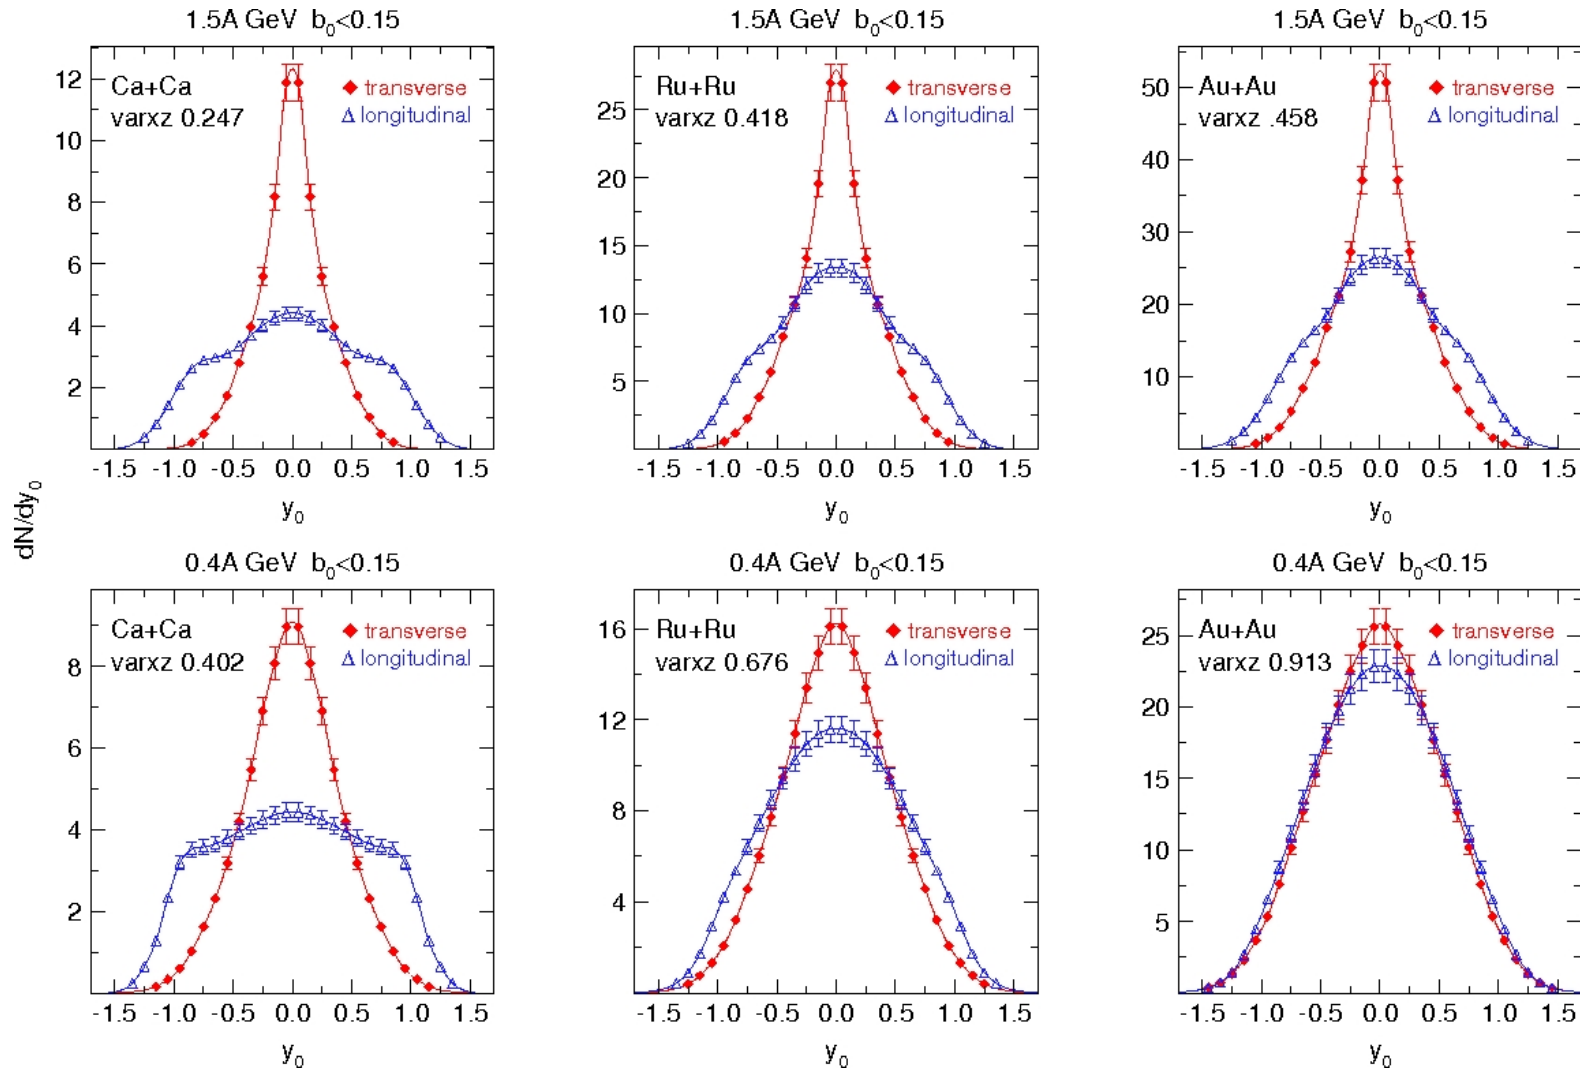 1.5A GeV b0<0.15
Ca+Ca
varxz 0.247
transverse
longitudinal
12
10
8
6
4
2
-1.5 -1.0 -0.5 0.0 0.5 1.0 1.5
y0
1.5A GeV b0<0.15
Ru+Ru
varxz 0.418
transverse
longitudinal
25
20
15
10
5
-1.5 -1.0 -0.5 0.0 0.5 1.0 1.5
y0
1.5A GeV b0<0.15
Au+Au
varxz .458
transverse
longitudinal
50
40
30
20
10
-1.5 -1.0 -0.5 0.0 0.5 1.0 1.5
y0
dN/dy0
0.4A GeV b0<0.15
Ca+Ca
varxz 0.402
transverse
longitudinal
8
6
4
2
-1.5 -1.0 -0.5 0.0 0.5 1.0 1.5
y0
0.4A GeV b0<0.15
Ru+Ru
varxz 0.676
transverse
longitudinal
16
12
8
4
-1.5 -1.0 -0.5 0.0 0.5 1.0 1.5
y0
0.4A GeV b0<0.15
Au+Au
varxz 0.913
transverse
longitudinal
25
20
15
10
5
-1.5 -1.0 -0.5 0.0 0.5 1.0 1.5
y0